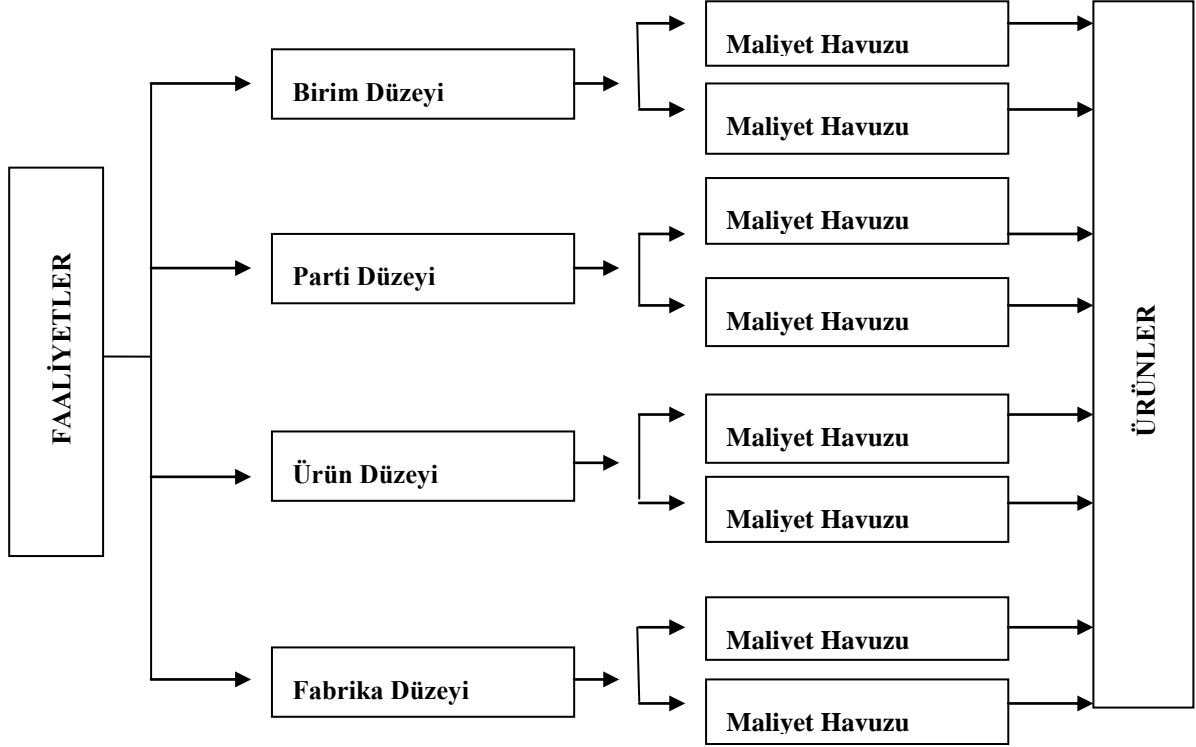 FAALİYETLER
Birim Düzeyi
Parti Düzeyi
Ürün Düzeyi
Fabrika Düzeyi
Maliyet Havuzu
Maliyet Havuzu
Maliyet Havuzu
Maliyet Havuzu
Maliyet Havuzu
Maliyet Havuzu
Maliyet Havuzu
Maliyet Havuzu
ÜRÜNLER